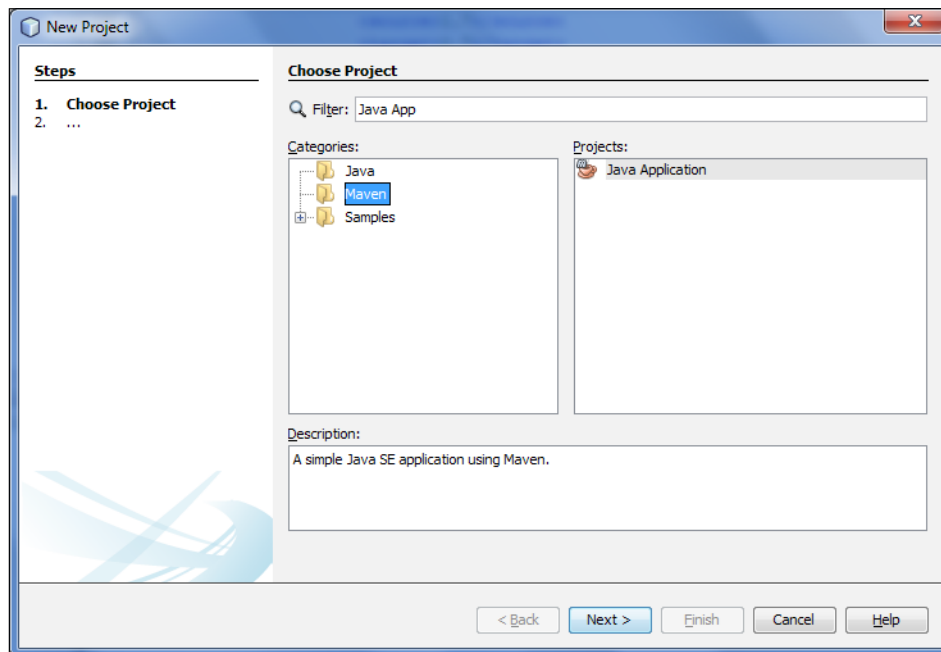 New Project
Steps
1. Choose Project
2. ...
Choose Project
Filter: Java App
Categories:
Java
Maven
Samples
Projects:
Java Application
Description:
A simple Java SE application using Maven.
< Back Next > Finish Cancel Help